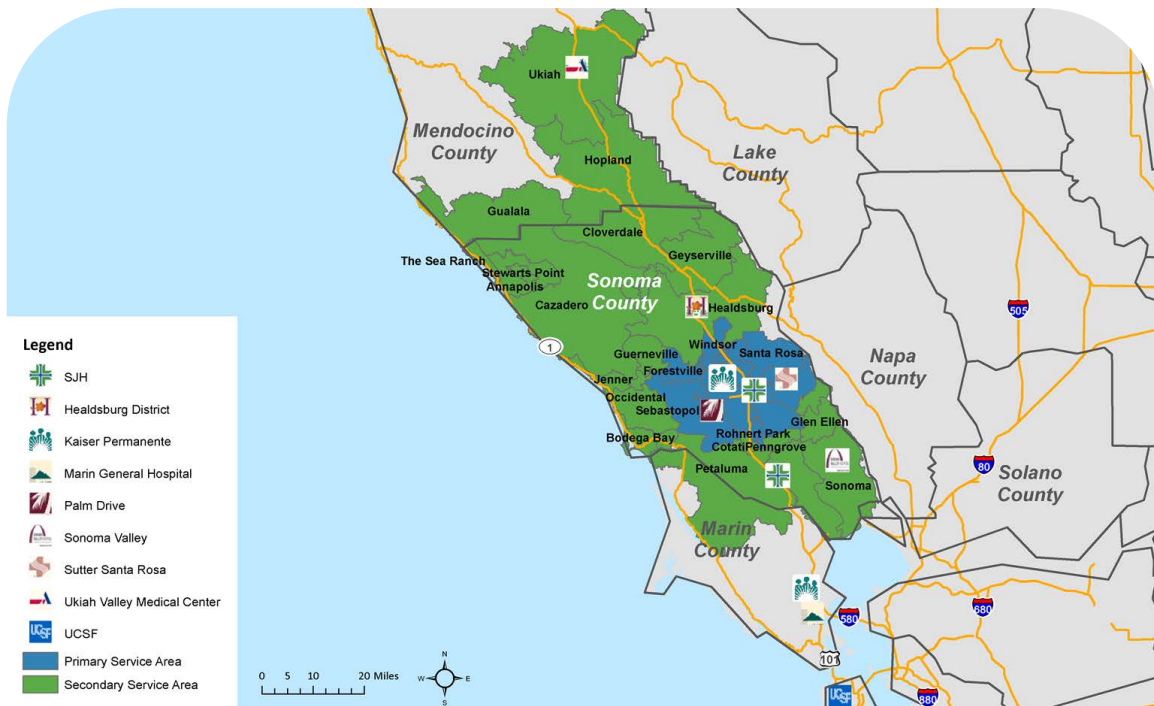 Ukiah
Mendocino
County
Lake
County
Hopland
Gualala
Cloverdale
Geyserville
The Sea Ranch
Stewarts Point
Annapolis
Sonoma
County
Cazadero
Healdsburg
505
1
Windsor
Santa Rosa
Guerneville
Forestville
Napa
County
Jenner
Occidental
Sebastopol
Glen Ellen
Bodega Bay
Rohnert Park
Cotati
Penngrove
Petaluma
Sonoma
80
Solano
County
Marin
County
580
680
101
880
UCSF
Legend
SJH
Healdsburg District
Kaiser Permanente
Marin General Hospital
Palm Drive
Sonoma Valley
Sutter Santa Rosa
Ukiah Valley Medical Center
UCSF
UCSF
Primary Service Area
Secondary Service Area
0 5 10 20 Miles
N
W E
S